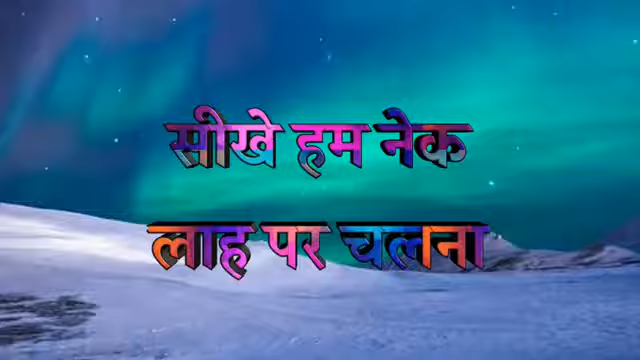 सीखे हम नेक
लाह पर चलना